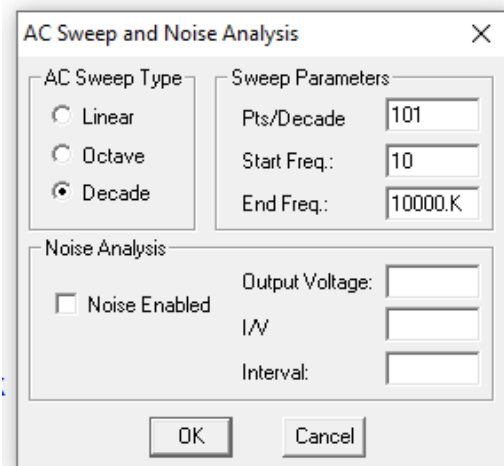 AC Sweep and Noise Analysis
AC Sweep Type
Linear
Octave
Decade
Sweep Parameters
Pts/Decade 101
Start Freq.: 10
End Freq.: 10000.K
Noise Analysis
Noise Enabled
Output Voltage:
I/V
Interval:
OK Cancel